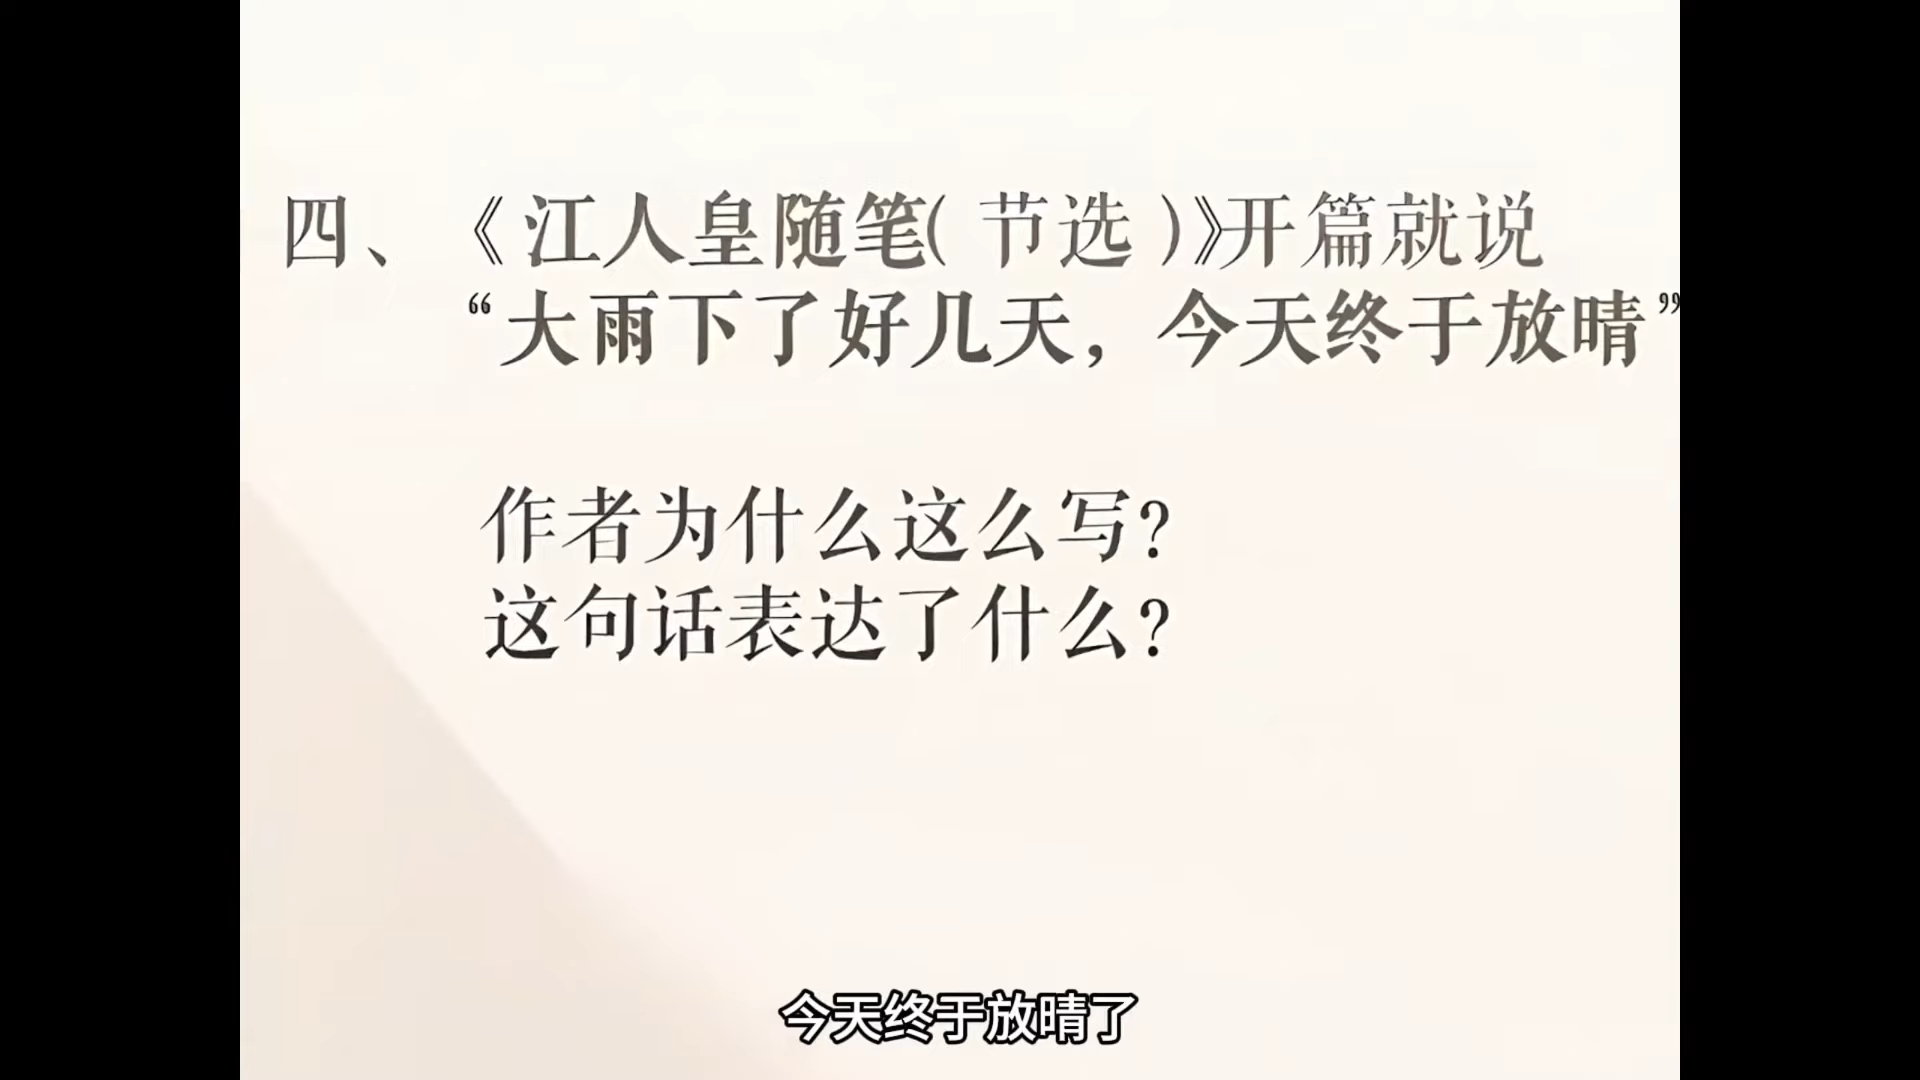 四、《江人皇随笔(节选)》开篇就说
“大雨下了好几天，今天终于放晴”
作者为什么这么写?
这句话表达了什么?
今天终于放晴了